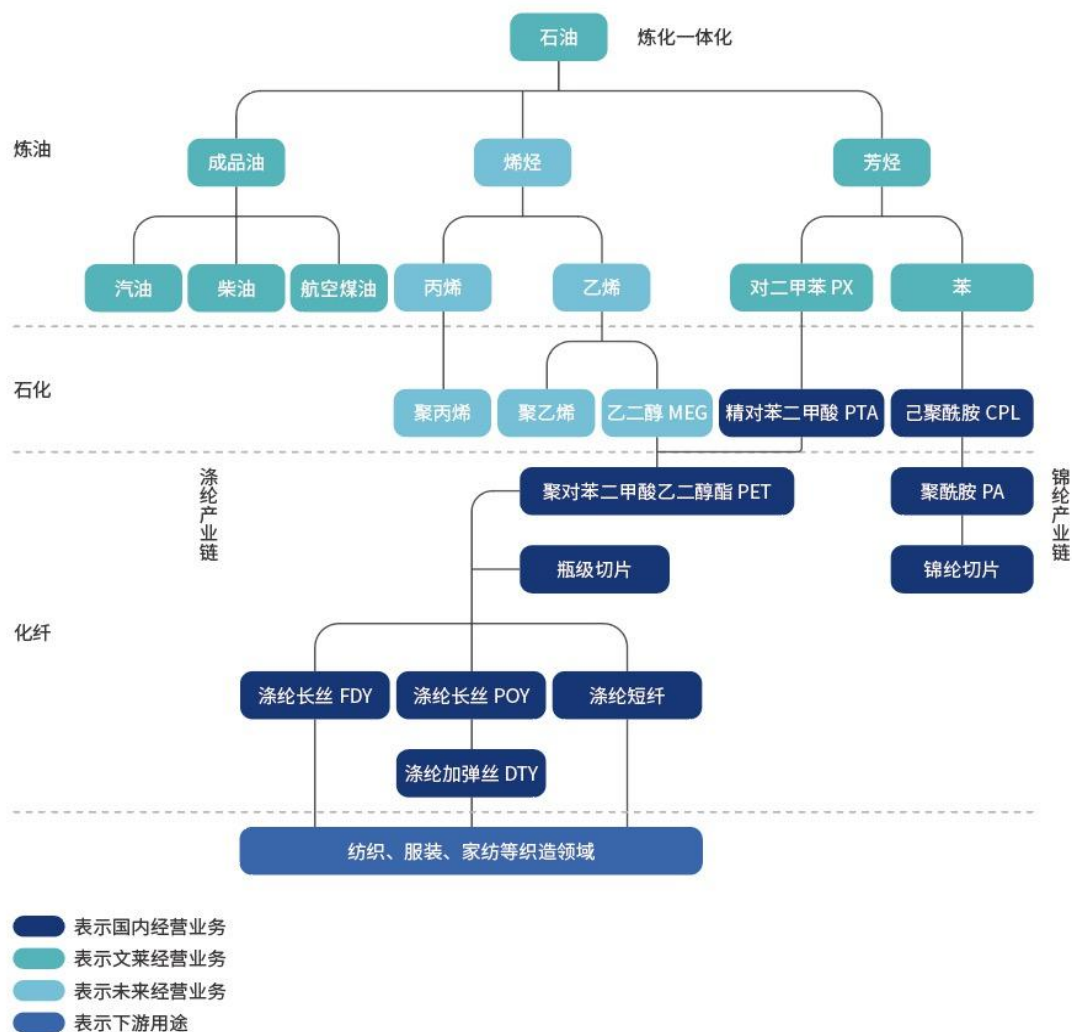 石油
炼化一体化
炼油
成品油
烯烃
芳烃
汽油
柴油
航空煤油
丙烯
乙烯
对二甲苯 PX
苯
石化
聚丙烯
聚乙烯
乙二醇 MEG
精对苯二甲酸 PTA
己聚酰胺 CPL
涤纶产业链
聚对苯二甲酸乙二醇酯 PET
聚酰胺 PA
锦纶产业链
瓶级切片
锦纶切片
化纤
涤纶长丝 FDY
涤纶长丝 POY
涤纶短纤
涤纶加弹丝 DTY
纺织、服装、家纺等织造领域
表示国内经营业务
表示文莱经营业务
表示未来经营业务
表示下游用途